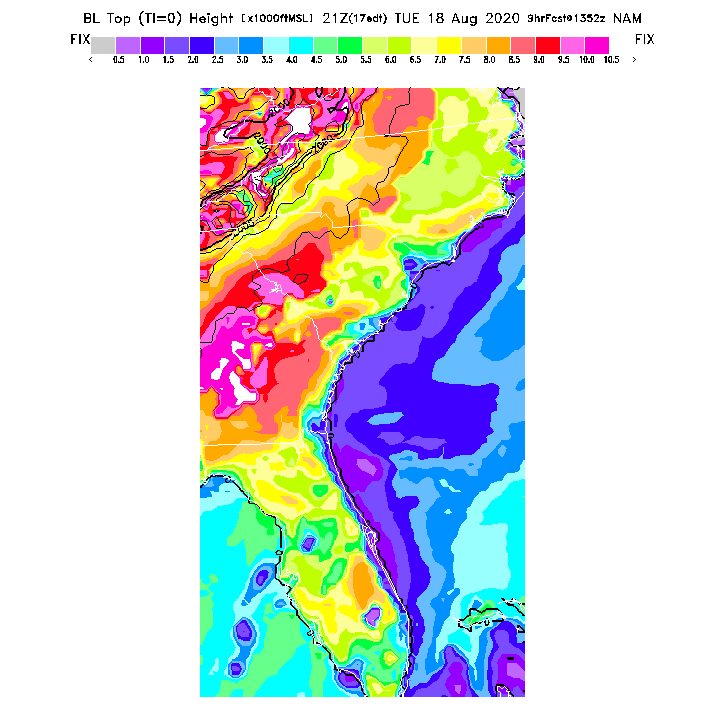 BL Top (TI=0) Height [x1000ftMSL] 21Z(17edt) TUE 18 Aug 2020 9hrFcst@1352z NAM
FIX FIX
< 0.5 1.0 1.5 2.0 2.5 3.0 3.5 4.0 4.5 5.0 5.5 6.0 6.5 7.0 7.5 8.0 8.5 9.0 9.5 10.0 10.5 >
2000
2000